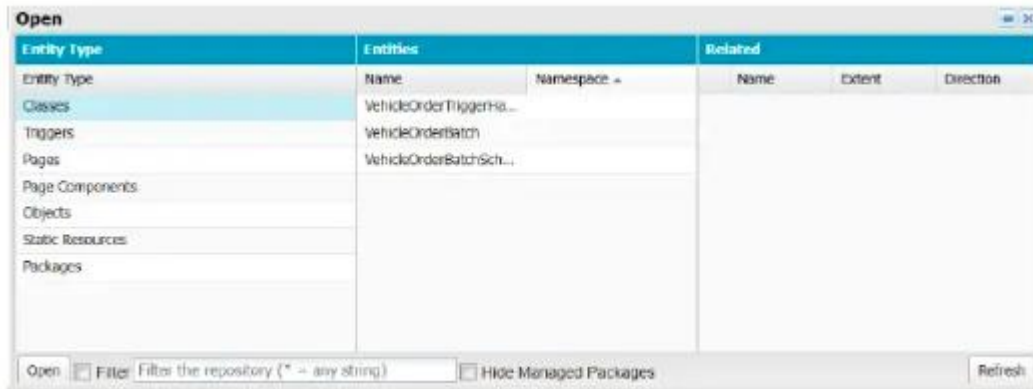 Open
Entity Type Entities Related
Entity Type Name Namespace Name Extent Direction
Classes VehicleOrderTriggerHa...
Triggers VehicleOrderBatch
Pages VehicleOrderBatchSch...
Page Components
Objects
Static Resources
Packages
Open Filter Filter the repository (* = any string) Hide Managed Packages Refresh